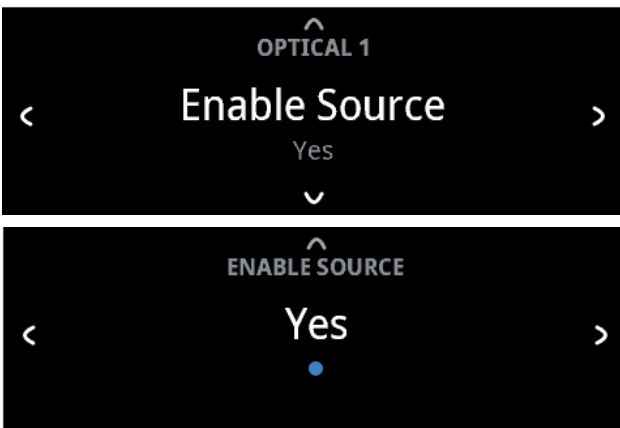 OPTICAL 1
Enable Source
Yes
ENABLE SOURCE
Yes